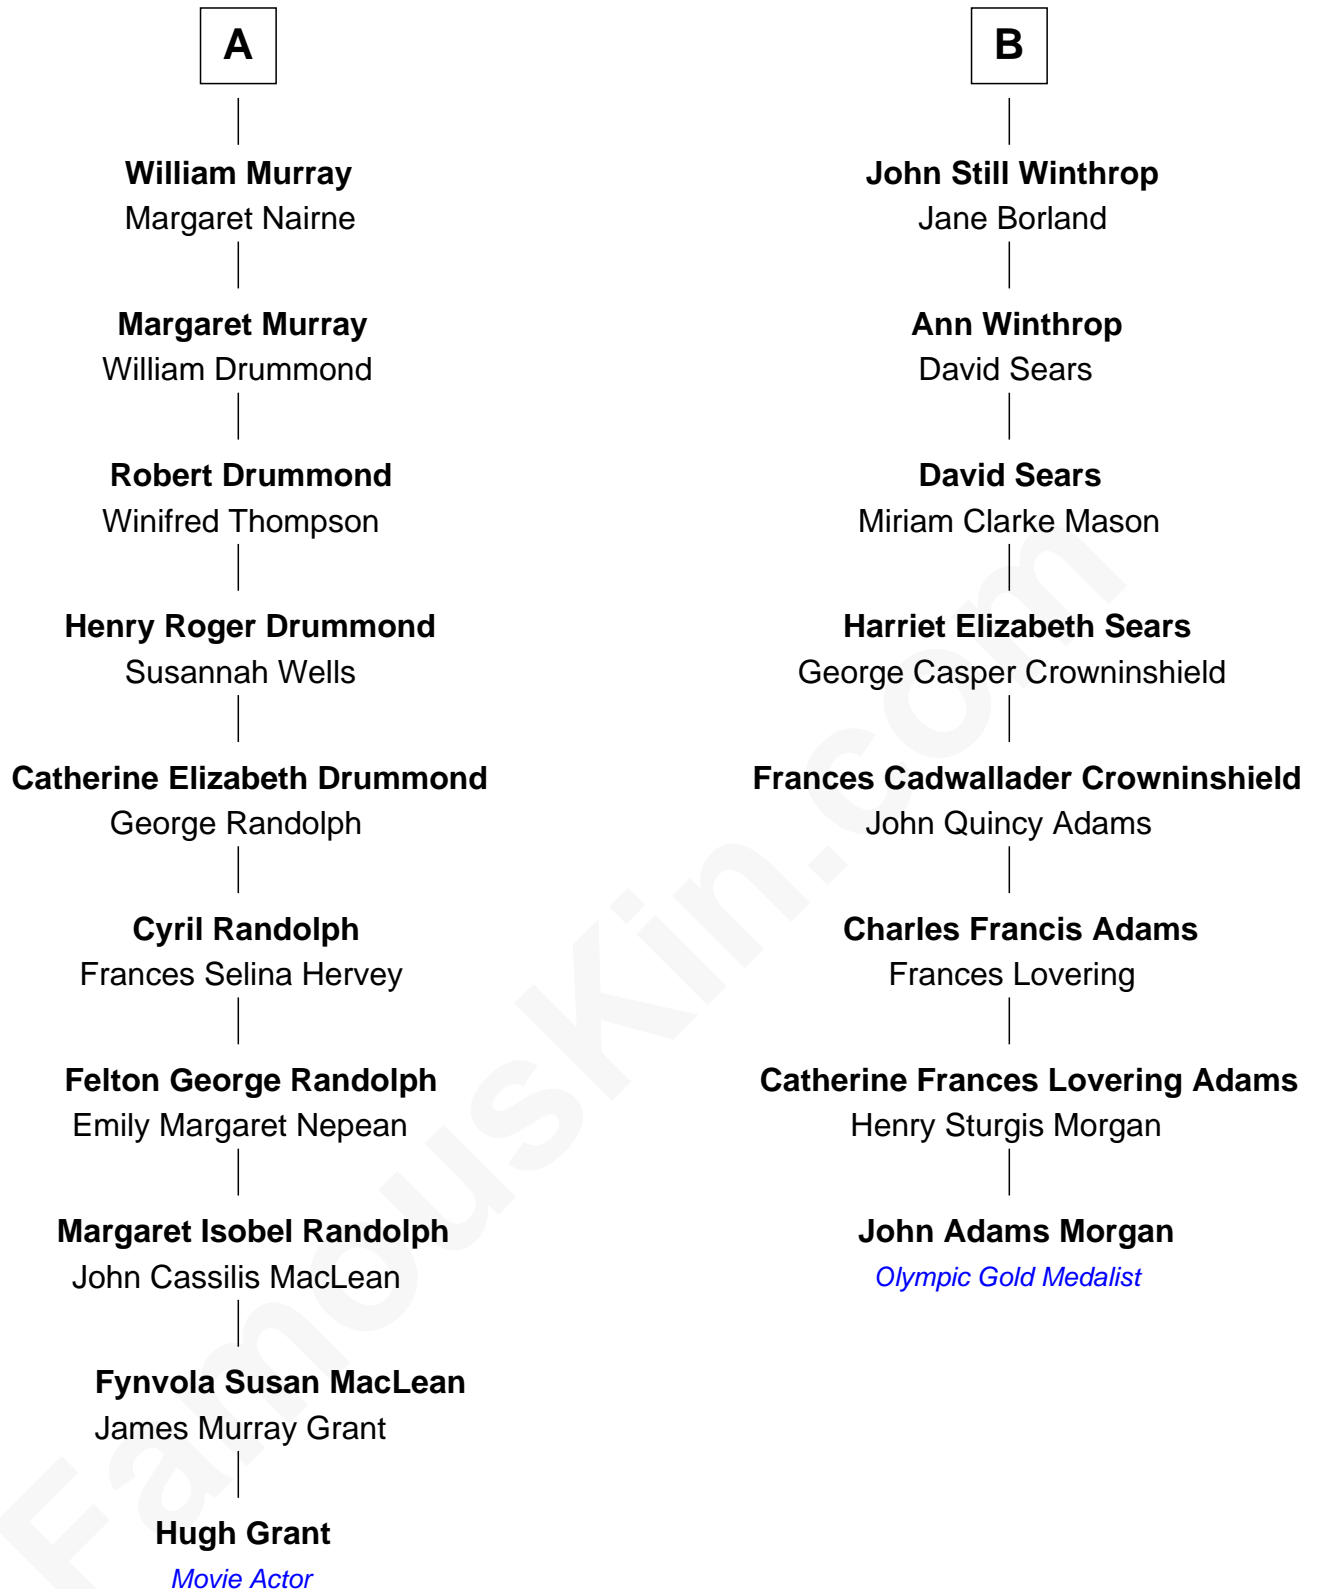 A
William Murray
Margaret Nairne
Margaret Murray
William Drummond
Robert Drummond
Winifred Thompson
Henry Roger Drummond
Susannah Wells
Catherine Elizabeth Drummond
George Randolph
Cyril Randolph
Frances Selina Hervey
Felton George Randolph
Emily Margaret Nepean
Margaret Isobel Randolph
John Cassilis MacLean
Fynvola Susan MacLean
James Murray Grant
Hugh Grant
Movie Actor
B
John Still Winthrop
Jane Borland
Ann Winthrop
David Sears
David Sears
Miriam Clarke Mason
Harriet Elizabeth Sears
George Casper Crowninshield
Frances Cadwallader Crowninshield
John Quincy Adams
Charles Francis Adams
Frances Lovering
Catherine Frances Lovering Adams
Henry Sturgis Morgan
John Adams Morgan
Olympic Gold Medalist
FamousKin.com